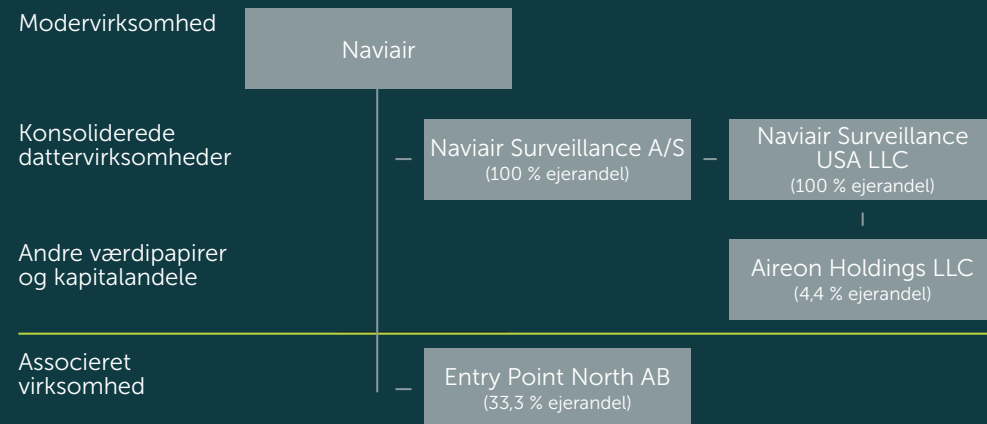 Modervirksomhed
Naviair
Konsoliderede
dattervirksomheder
Naviair Surveillance A/S
(100 % ejerandel)
Naviair Surveillance
USA LLC
(100 % ejerandel)
Andre værdipapirer
og kapitalandele
Aireon Holdings LLC
(4,4 % ejerandel)
Associeret
virksomhed
Entry Point North AB
(33,3 % ejerandel)